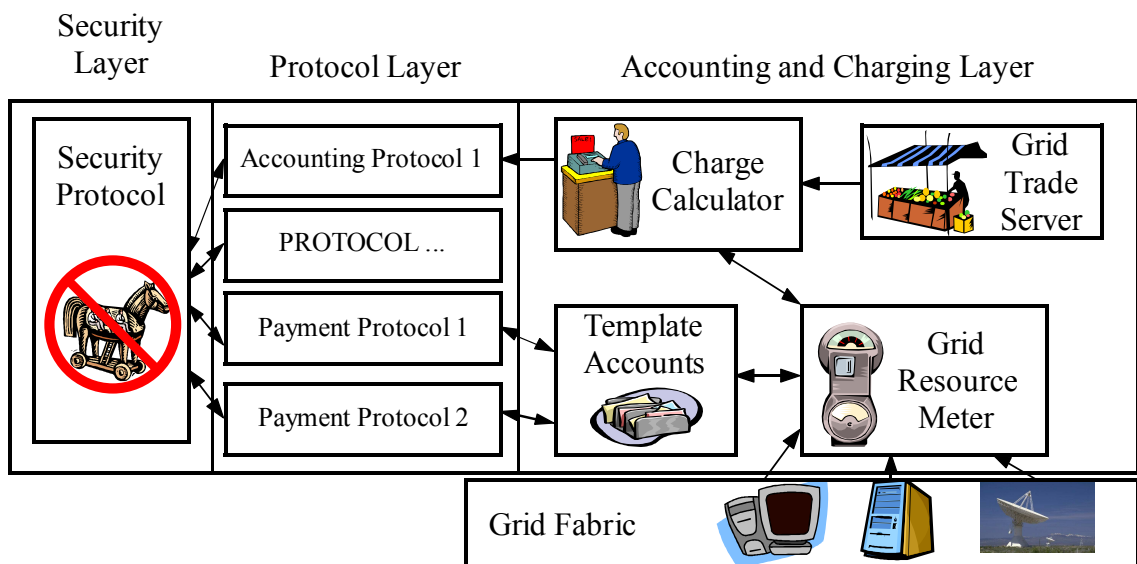 Security
Layer
Protocol Layer
Accounting and Charging Layer
Security
Protocol
Accounting Protocol 1
PROTOCOL ...
Payment Protocol 1
Payment Protocol 2
Charge
Calculator
Grid
Trade
Server
Template
Accounts
Grid
Resource
Meter
Grid Fabric